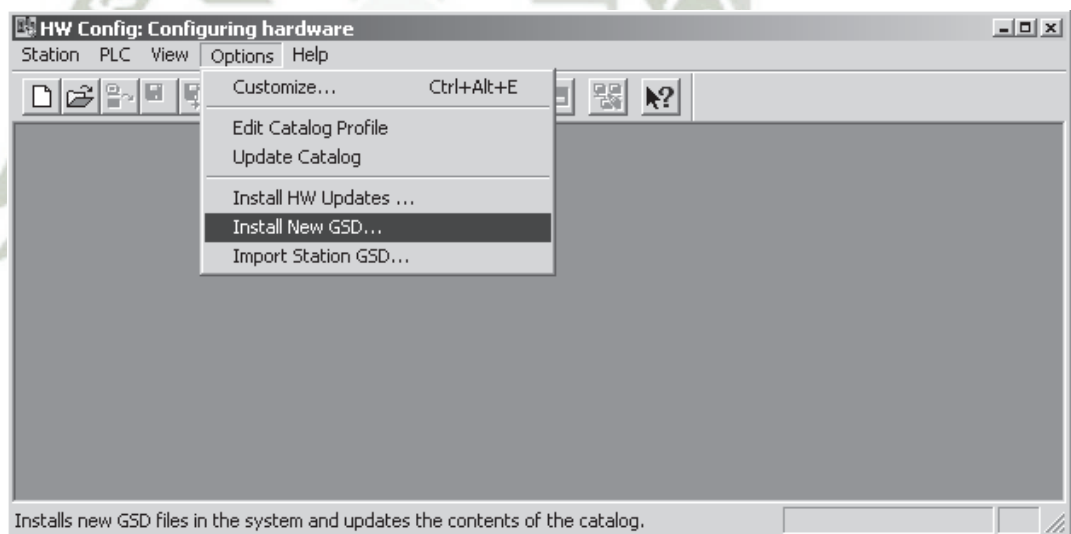 HW Config: Configuring hardware
Station PLC View Options Help
Customize... Ctrl+Alt+E
Edit Catalog Profile
Update Catalog
Install HW Updates ...
Install New GSD...
Import Station GSD...
Installs new GSD files in the system and updates the contents of the catalog.